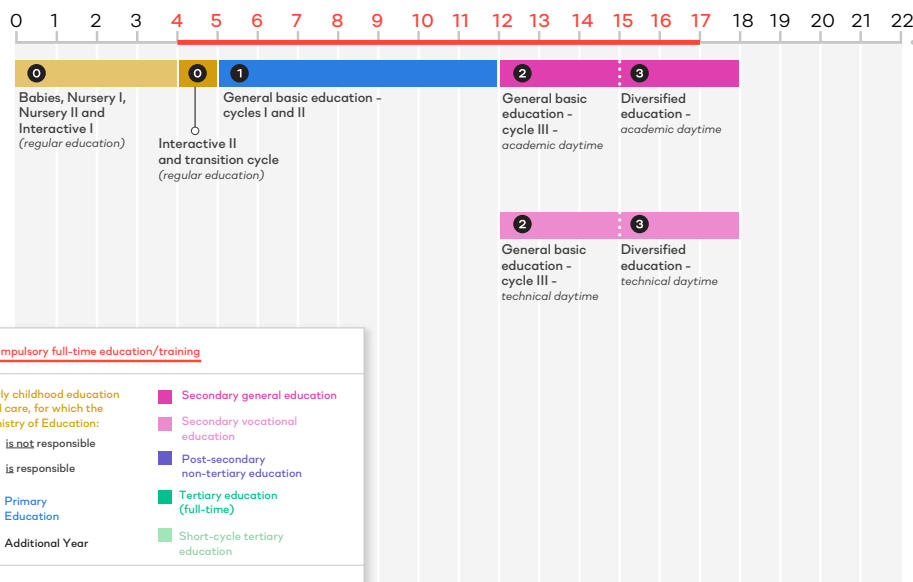 0 1 2 3 4 5 6 7 8 9 10 11 12 13 14 15 16 17 18 19 20 21 22
0 0 1 2 3
Babies, Nursery I,
Nursery II and
Interactive I
(regular education)
Interactive II
and transition cycle
(regular education)
General basic education -
cycles I and II
General basic
education -
cycle III -
academic daytime
Diversified
education -
academic daytime
2 3
General basic
education -
cycle III -
technical daytime
Diversified
education -
technical daytime
mpulsory full-time education/training
ly childhood education
care, for which the
istry of Education:
is not responsible
is responsible
Primary
Education
Additional Year
Secondary general education
Secondary vocational
education
Post-secondary
non-tertiary education
Tertiary education
(full-time)
Short-cycle tertiary
education